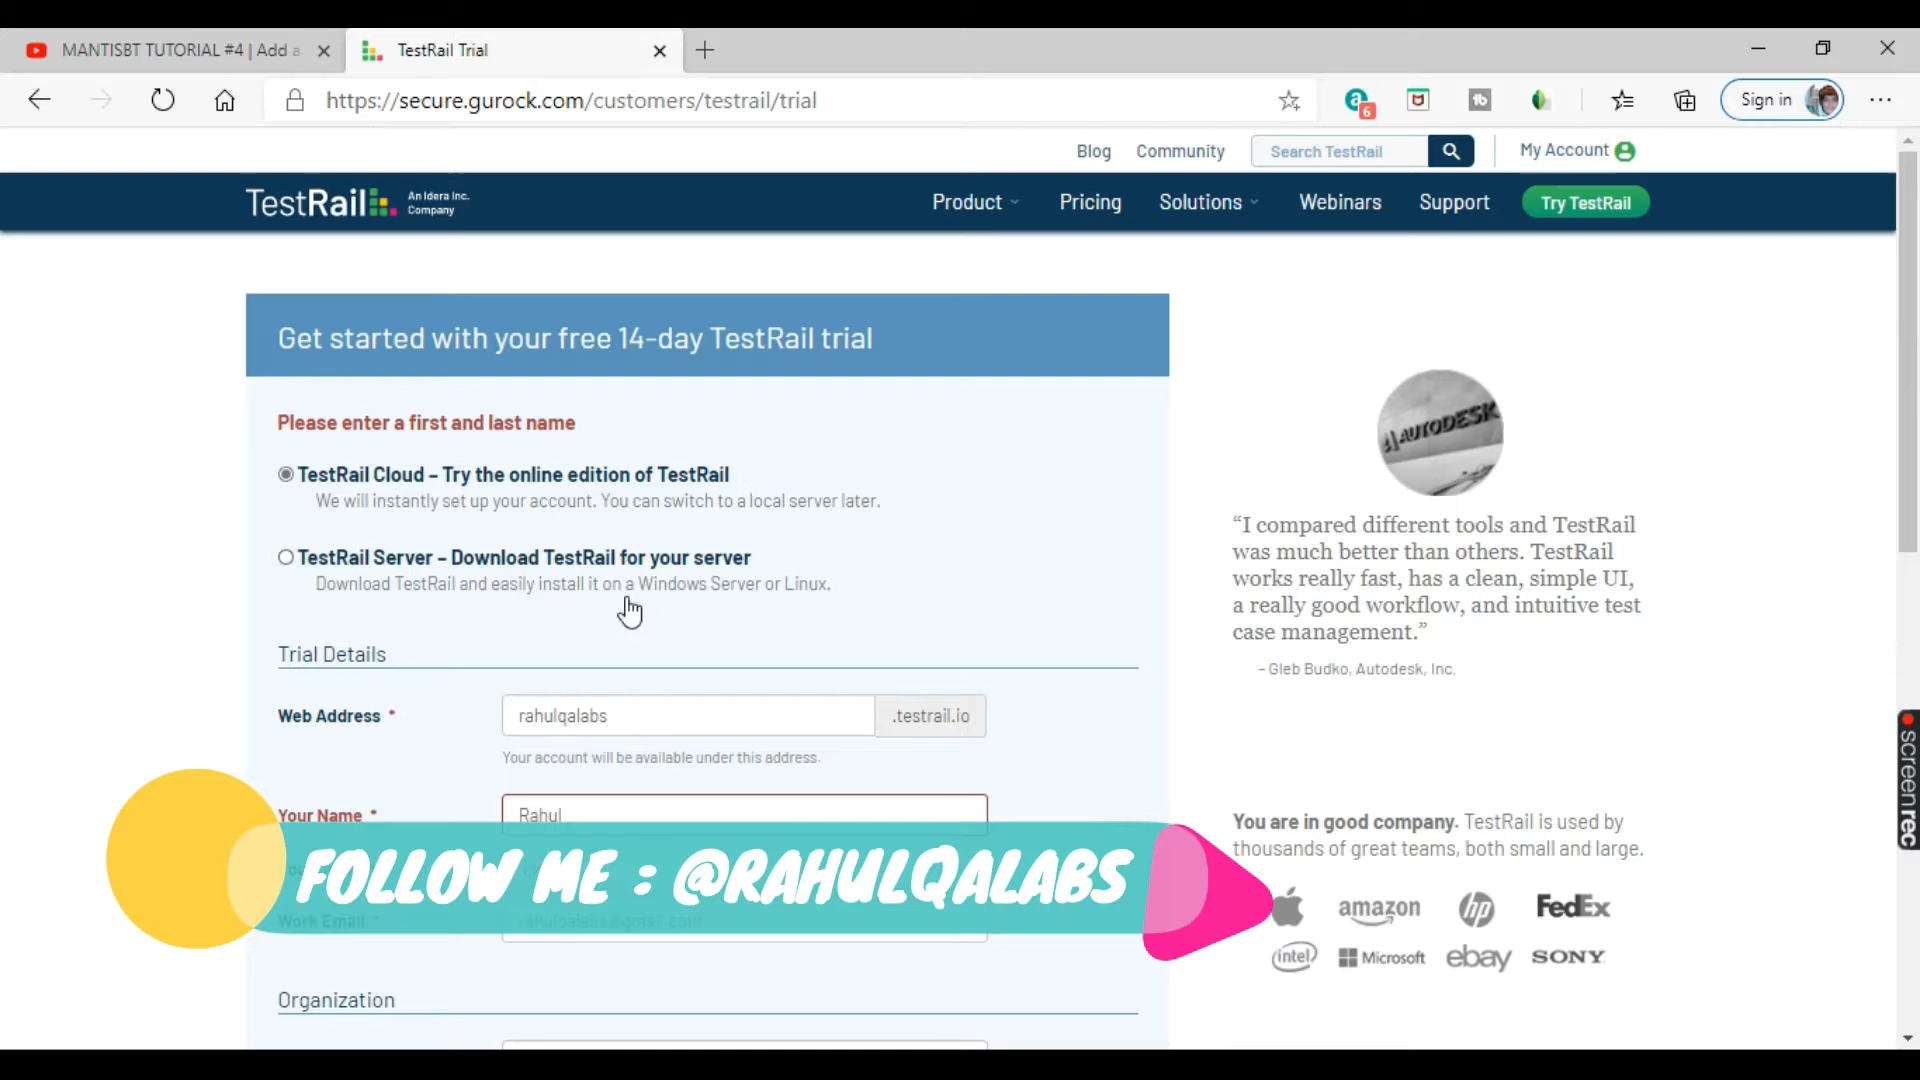 MANTISBT TUTORIAL #4 | Add a
TestRail Trial
https://secure.gurock.com/customers/testrail/trial
6
Sign in
Blog
Community
Search TestRail
My Account
TestRail
An Idera Inc.
Company
Product
Pricing
Solutions
Webinars
Support
Try TestRail
Get started with your free 14-day TestRail trial
Please enter a first and last name
TestRail Cloud – Try the online edition of TestRail
We will instantly set up your account. You can switch to a local server later.
TestRail Server – Download TestRail for your server
Download TestRail and easily install it on a Windows Server or Linux.
Trial Details
Web Address *
rahulqalabs
.testrail.io
Your account will be available under this address.
Your Name *
Rahul
FOLLOW ME : @RAHULQALABS
Work Email *
rahulqalabs@gmail.com
Organization
AUTODESK
“I compared different tools and TestRail
was much better than others. TestRail
works really fast, has a clean, simple UI,
a really good workflow, and intuitive test
case management.”
– Gleb Budko, Autodesk, Inc.
You are in good company. TestRail is used by
thousands of great teams, both small and large.
amazon
hp
FedEx
intel
Microsoft
ebay
SONY
screenrec